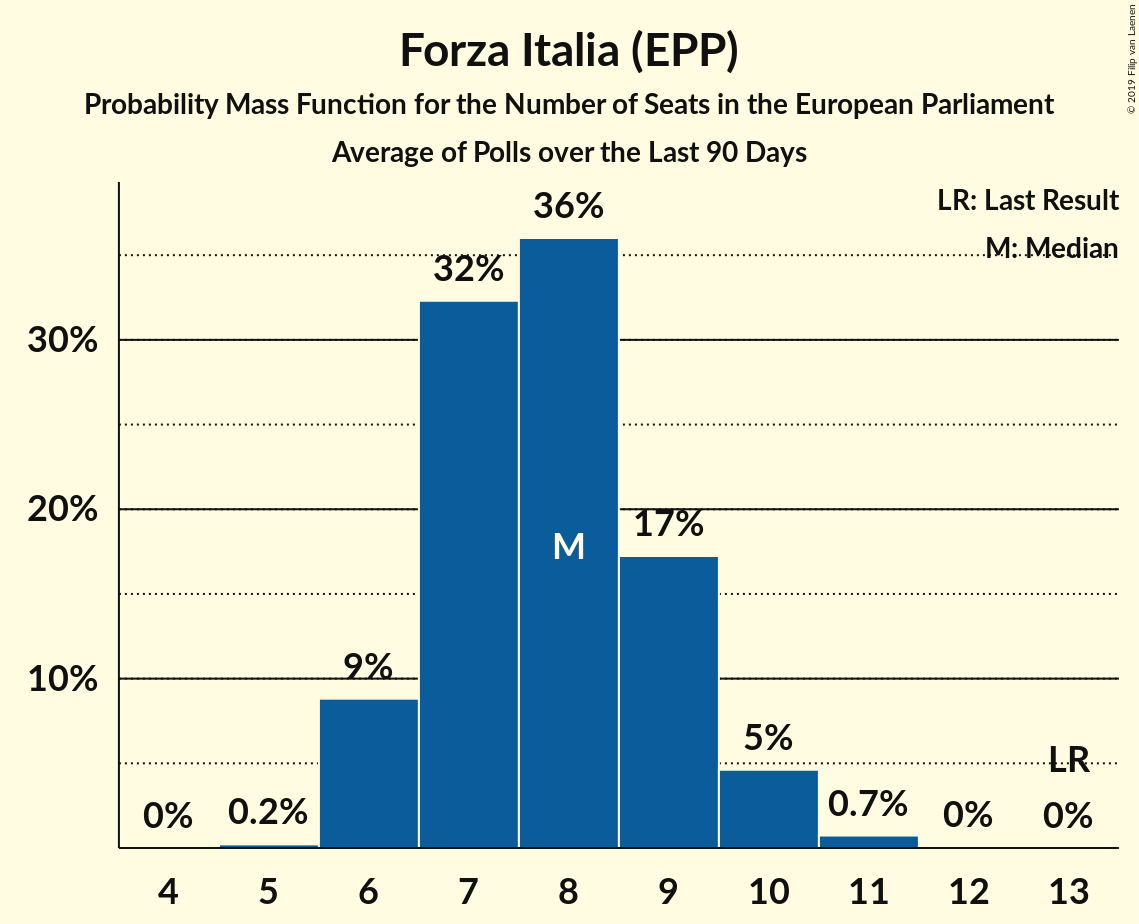 Forza Italia (EPP)
Probability Mass Function for the Number of Seats in the European Parliament
Average of Polls over the Last 90 Days
© 2019 Filip van Laenen
LR: Last Result
M: Median
36%
32%
30%
20%
17%
M
10%
9%
5%
LR
0%
0.2%
0.7%
0%
0%
4 5 6 7 8 9 10 11 12 13